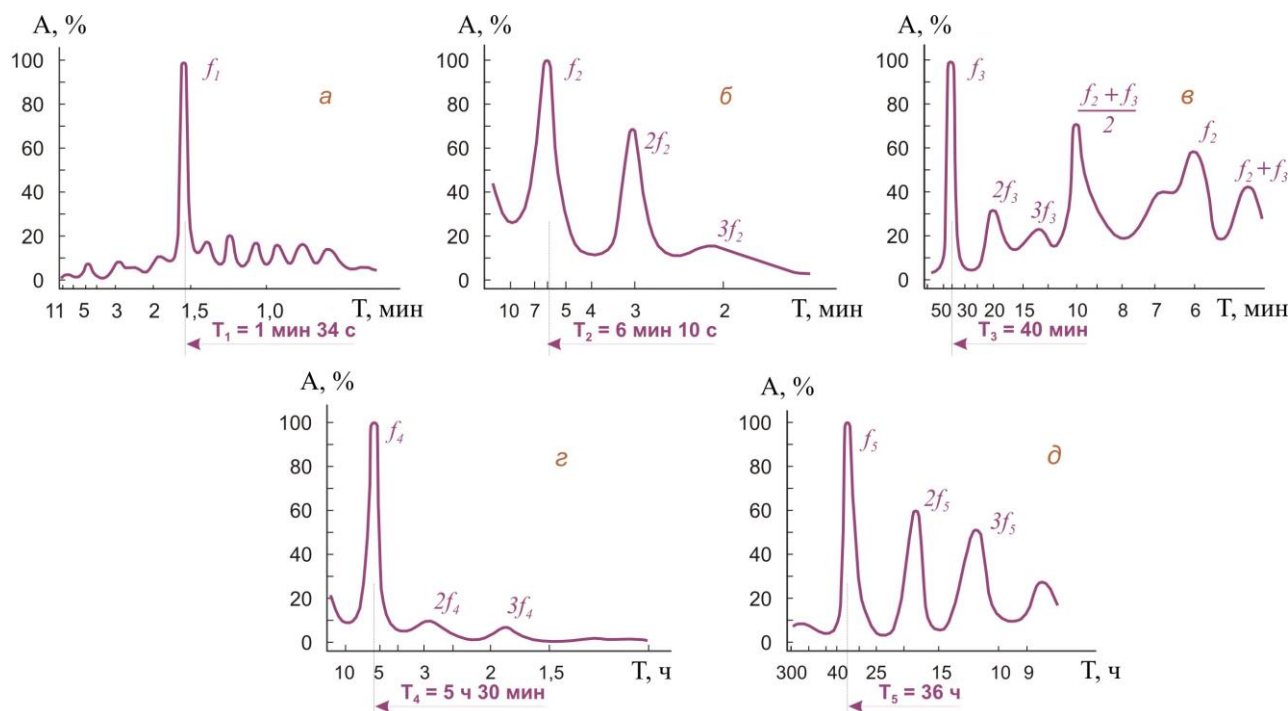 А, %
100
80
60
40
20
0
f₁
а
11 5 3 2 1,5 1,0 Т, мин
T₁ = 1 мин 34 с
А, %
100
80
60
40
20
0
f₂
2f₂
3f₂
б
10 7 5 4 3 2 Т, мин
T₂ = 6 мин 10 с
А, %
100
80
60
40
20
0
f₃
2f₃
3f₃
f₂ + f₃
2
f₂
f₂+f₃
в
50 30 20 15 10 8 7 6 Т, мин
T₃ = 40 мин
А, %
100
80
60
40
20
0
f₄
2f₄
3f₄
г
10 5 3 2 1,5 Т, ч
T₄ = 5 ч 30 мин
А, %
100
80
60
40
20
0
f₅
2f₅
3f₅
д
300 40 25 15 10 9 Т, ч
T₅ = 36 ч